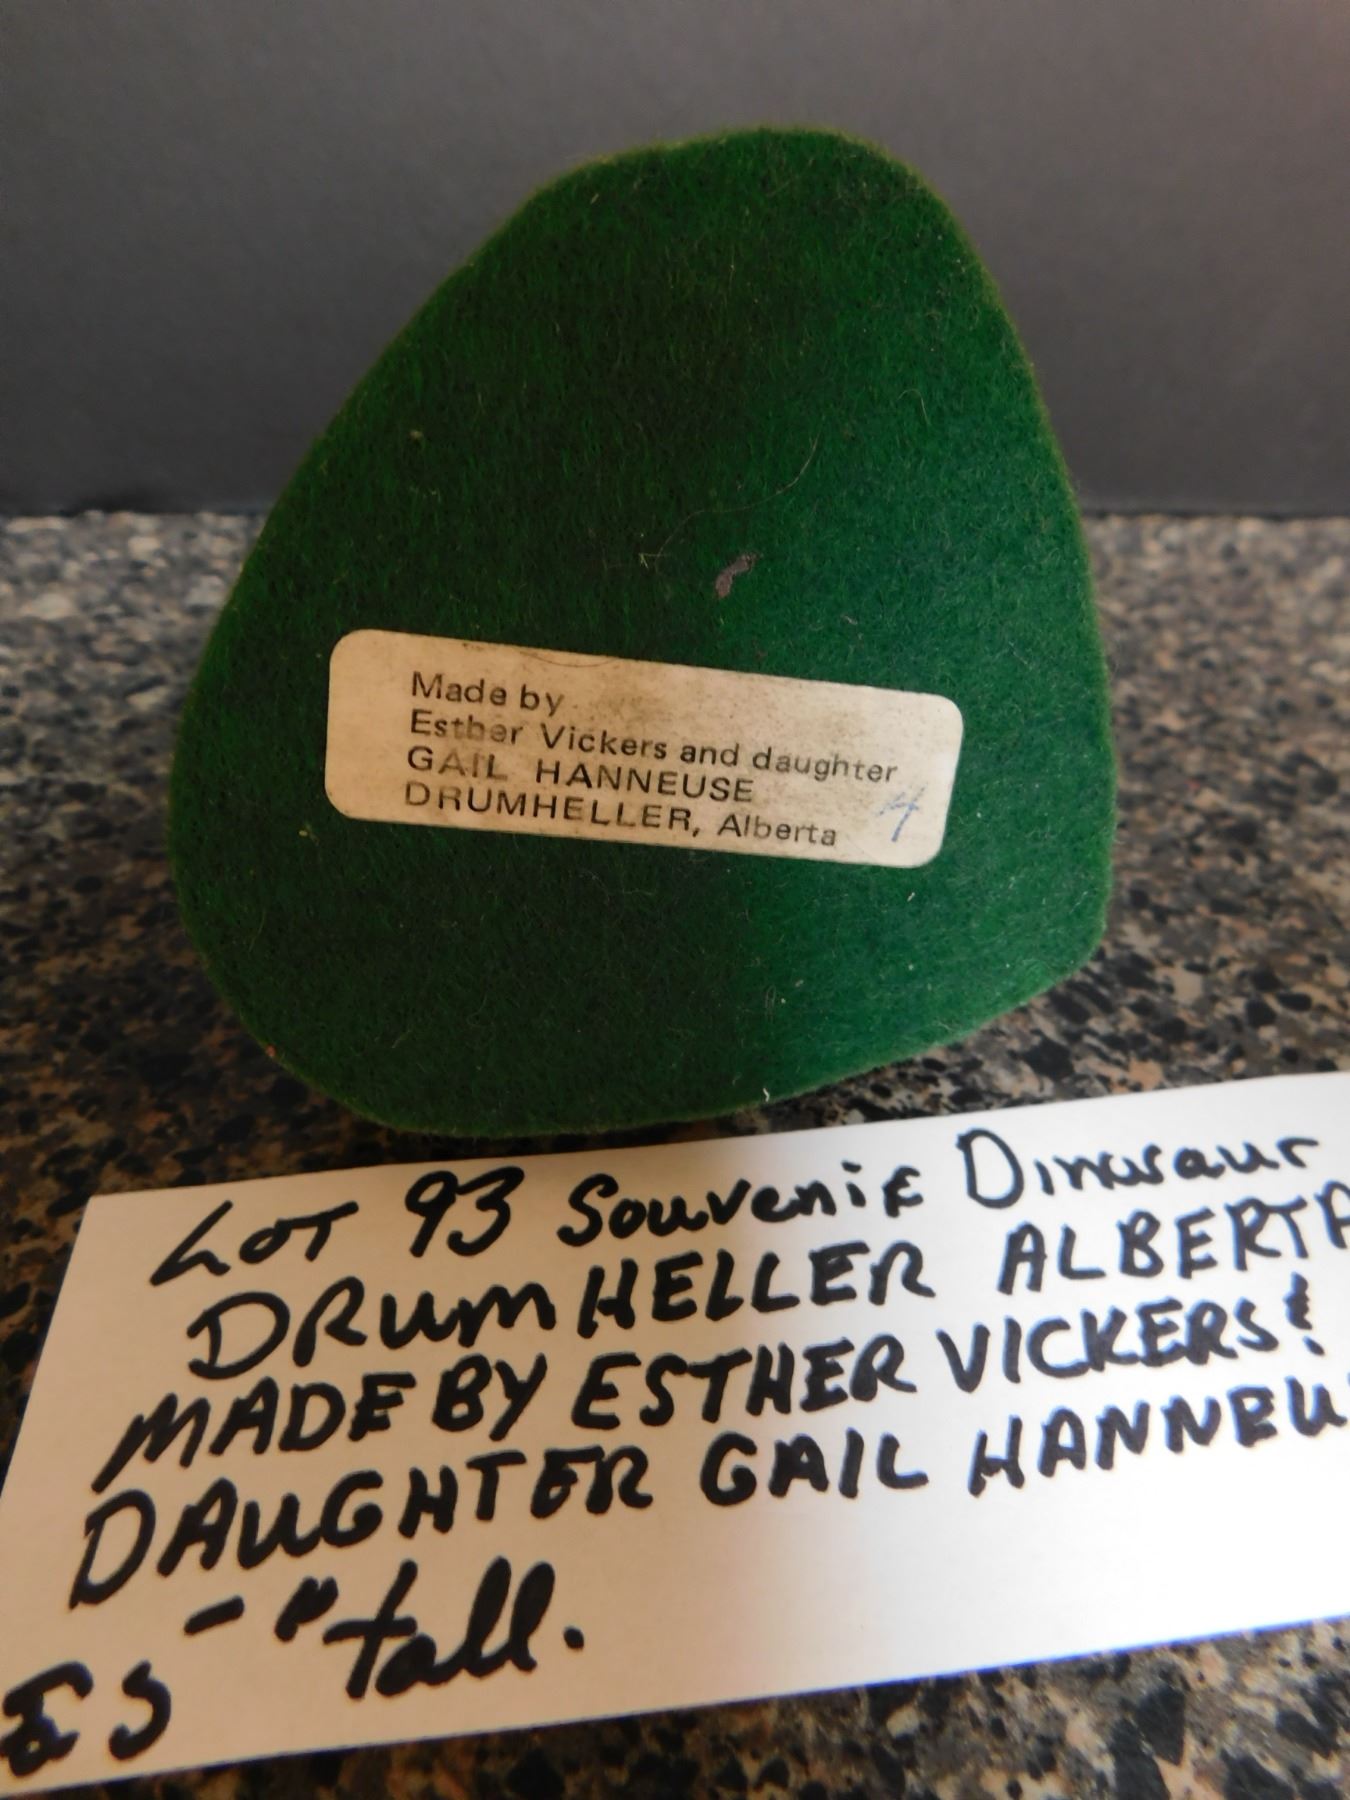 Made by
Esther Vickers and daughter
GAIL HANNEUSE
DRUMHELLER, Alberta 4
LOT 93 Souvenir Dinosaur
DRUMHELLER ALBERTA
MADE BY ESTHER VICKERS &
DAUGHTER GAIL HANNEU
- " tall.